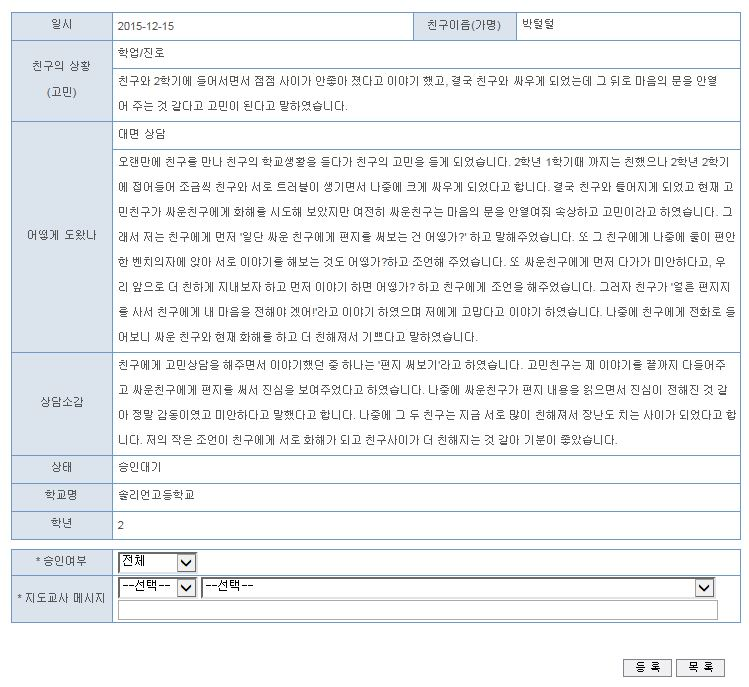 일시 2015-12-15 친구이음(가명) 박털털
친구의 상황
(고민)
학업/진로
친구와 2학기에 들어서면서 점점 사이가 안좋아 졌다고 이야기 했고, 결국 친구와 싸우게 되었는데 그 뒤로 마음의 문을 안열
어 주는 것 같다고 고민이 된다고 말하였습니다.
어떻게 도왔나
대면 상담
오랜만에 친구를 만나 친구의 학교생활을 듣다가 친구의 고민을 듣게 되었습니다. 2학년 1학기때 까지는 친했으나 2학년 2학기
에 접어들어 조금씩 친구와 서로 트러블이 생기면서 나중에 크게 싸우게 되었다고 합니다. 결국 친구와 틀어지게 되었고 현재 고
민친구가 싸운친구에게 화해를 시도해 보았지만 여전히 싸운친구는 마음의 문을 안열여줘 속상하고 고민이라고 하였습니다. 그
래서 저는 친구에게 먼저 '일단 싸운 친구에게 편지를 써보는 건 어떻가?' 하고 말해주었습니다. 또 그 친구에게 나중에 둘이 편안
한 벤치의자에 앉아 서로 이야기를 해보는 것도 어떻가?하고 조언해 주었습니다. 또 싸운친구에게 먼저 다가가 미안하다고, 우
리 앞으로 더 친하게 지내보자 하고 먼저 이야기 하면 어떻가? 하고 친구에게 조언을 해주었습니다. 그러자 친구가 '얼른 편지지
를 사서 친구에게 내 마음을 전해야 겠어!'라고 이야기 하였으며 저에게 고맙다고 이야기 하였습니다. 나중에 친구에게 전화로 들
어보니 싸운 친구와 현재 화해를 하고 더 친해져서 기쁘다고 말하였습니다.
상담소감
친구에게 고민상담을 해주면서 이야기했던 중 하나는 '편지 써보기'라고 하였습니다. 고민친구는 제 이야기를 끝까지 다들어주
고 싸운친구에게 편지를 써서 진심을 보여주었다고 하였습니다. 나중에 싸운친구가 편지 내용을 읽으면서 진심이 전해진 것 같
아 정말 감동이였고 미안하다고 말했다고 합니다. 나중에 그 두 친구는 지금 서로 많이 친해져서 장난도 치는 사이가 되었다고 합
니다. 저의 작은 조언이 친구에게 서로 화해가 되고 친구사이가 더 친해지는 것 같아 기분이 좋았습니다.
상태 승인대기
학교명 솔리언고등학교
학년 2
* 승인여부 전체
* 지도교사 메시지 --선택-- --선택--
등 록 목 록